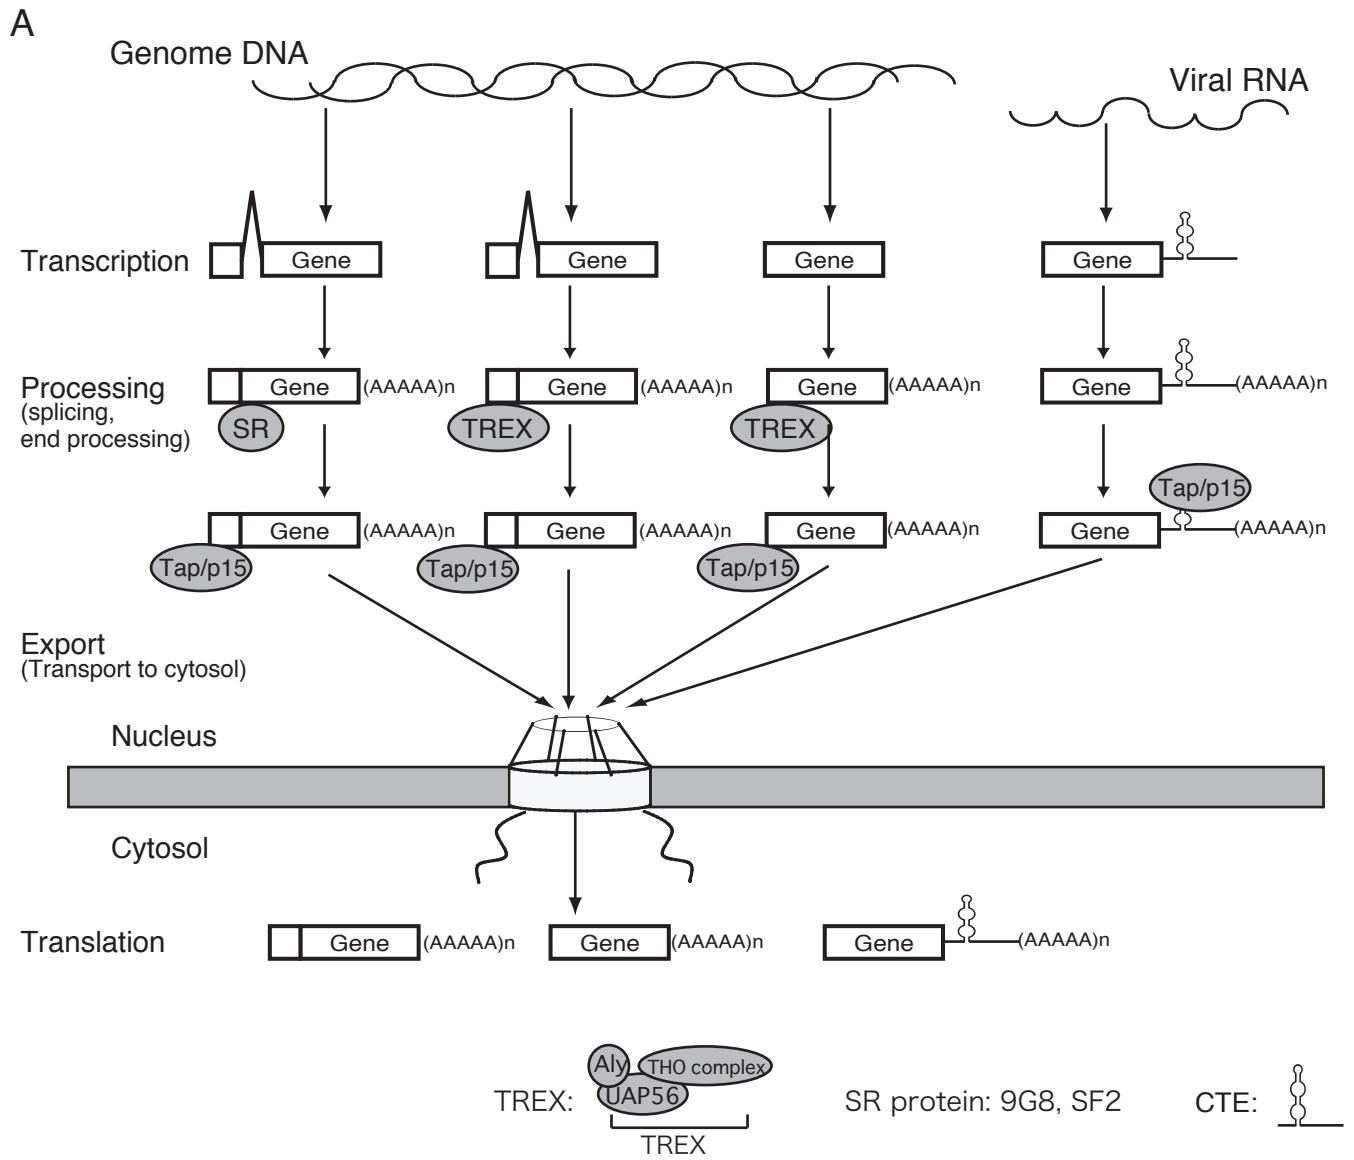 A
Genome DNA
Viral RNA
Transcription
Gene
Gene
Gene
Gene
Processing
(splicing,
end processing)
Gene (AAAAA)n
Gene (AAAAA)n
Gene (AAAAA)n
Gene (AAAAA)n
SR
TREX
TREX
Tap/p15
Gene (AAAAA)n
Gene (AAAAA)n
Gene (AAAAA)n
Gene (AAAAA)n
Tap/p15
Tap/p15
Tap/p15
Export
(Transport to cytosol)
Nucleus
Cytosol
Translation
Gene (AAAAA)n
Gene (AAAAA)n
Gene (AAAAA)n
TREX:
Aly
THO complex
UAP56
TREX
SR protein: 9G8, SF2
CTE: